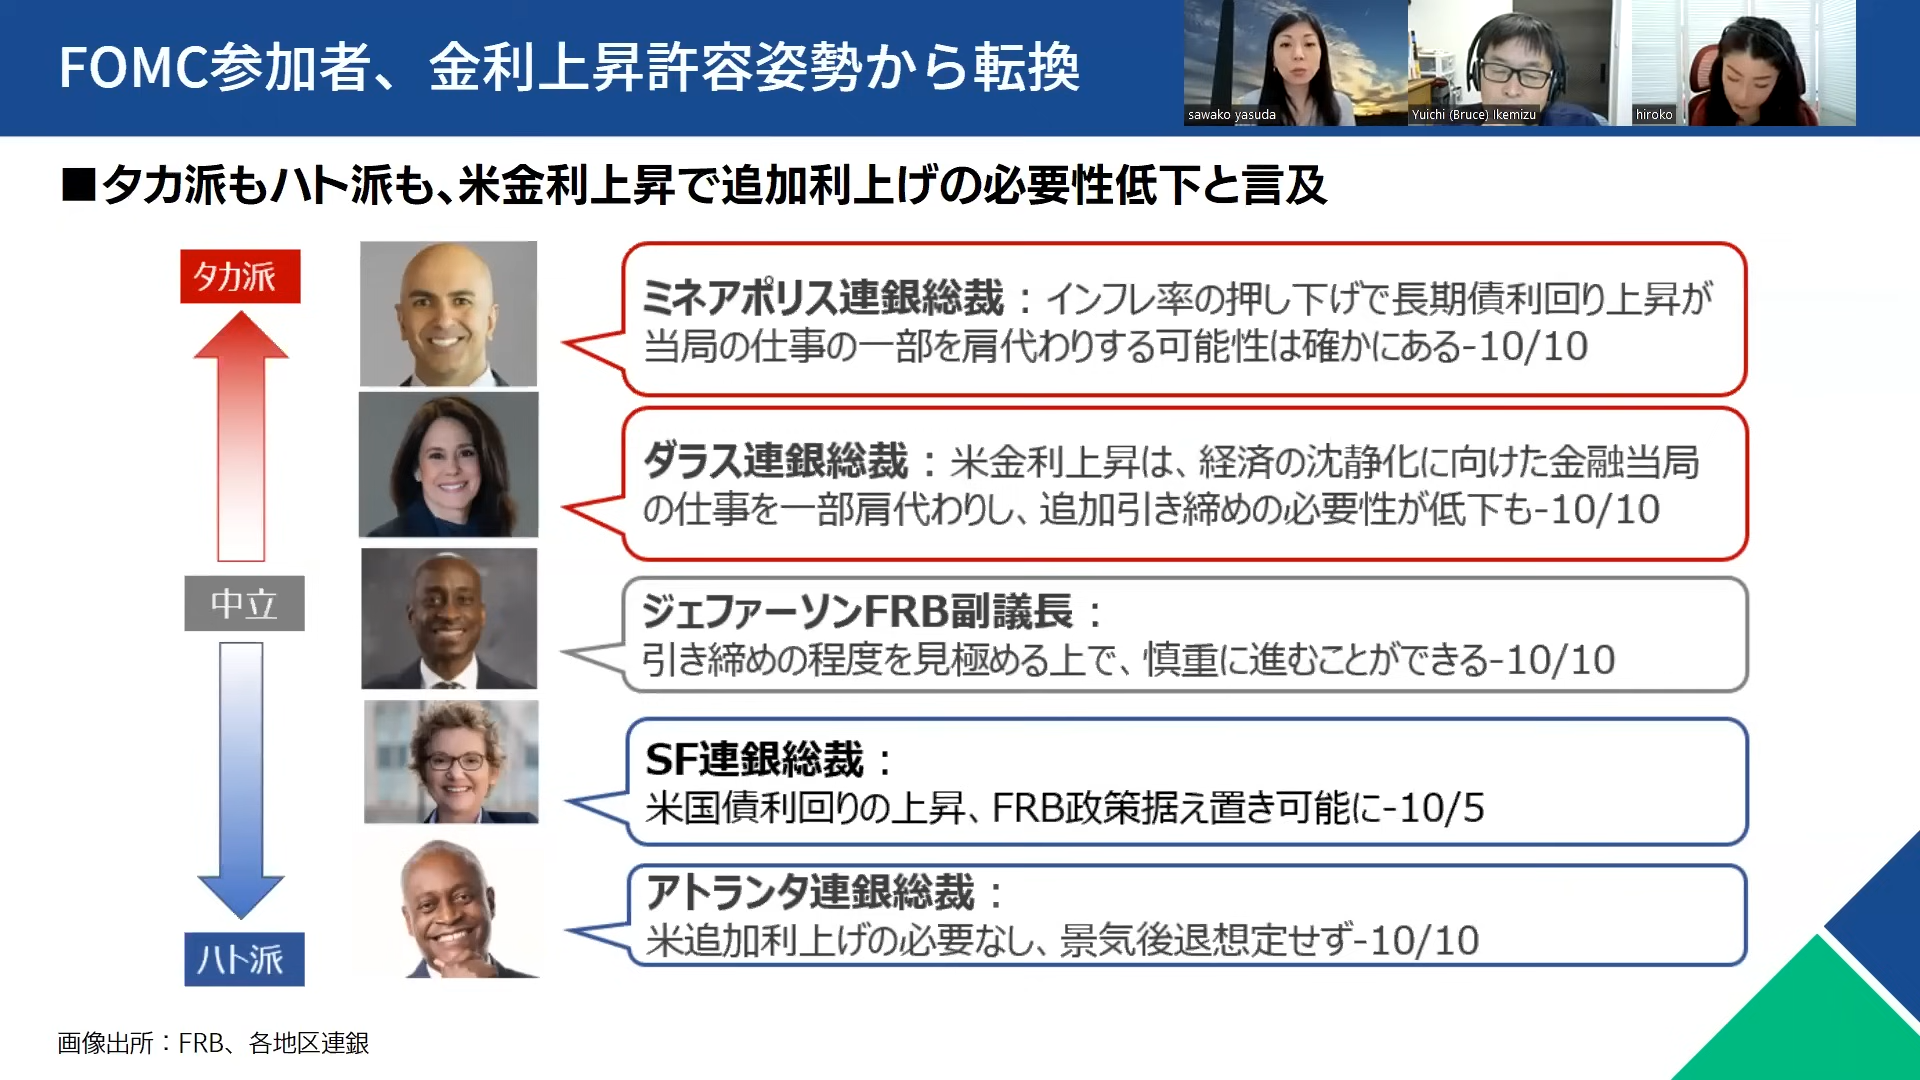 FOMC参加者、金利上昇許容姿勢から転換
sawako yasuda
Yuichi (Bruce) Ikemizu
hiroko
■タカ派もハト派も、米金利上昇で追加利上げの必要性低下と言及
タカ派
ミネアポリス連銀総裁：インフレ率の押し下げで長期債利回り上昇が
当局の仕事の一部を肩代わりする可能性は確かにある-10/10
ダラス連銀総裁：米金利上昇は、経済の沈静化に向けた金融当局
の仕事を一部肩代わりし、追加引き締めの必要性が低下も-10/10
中立
ジェファーソンFRB副議長：
引き締めの程度を見極める上で、慎重に進むことができる-10/10
SF連銀総裁：
米国債利回りの上昇、FRB政策据え置き可能に-10/5
アトランタ連銀総裁：
米追加利上げの必要なし、景気後退想定せず-10/10
ハト派
画像出所：FRB、各地区連銀